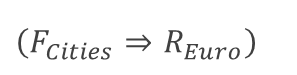 (F_Cities ⇒ R_Euro)